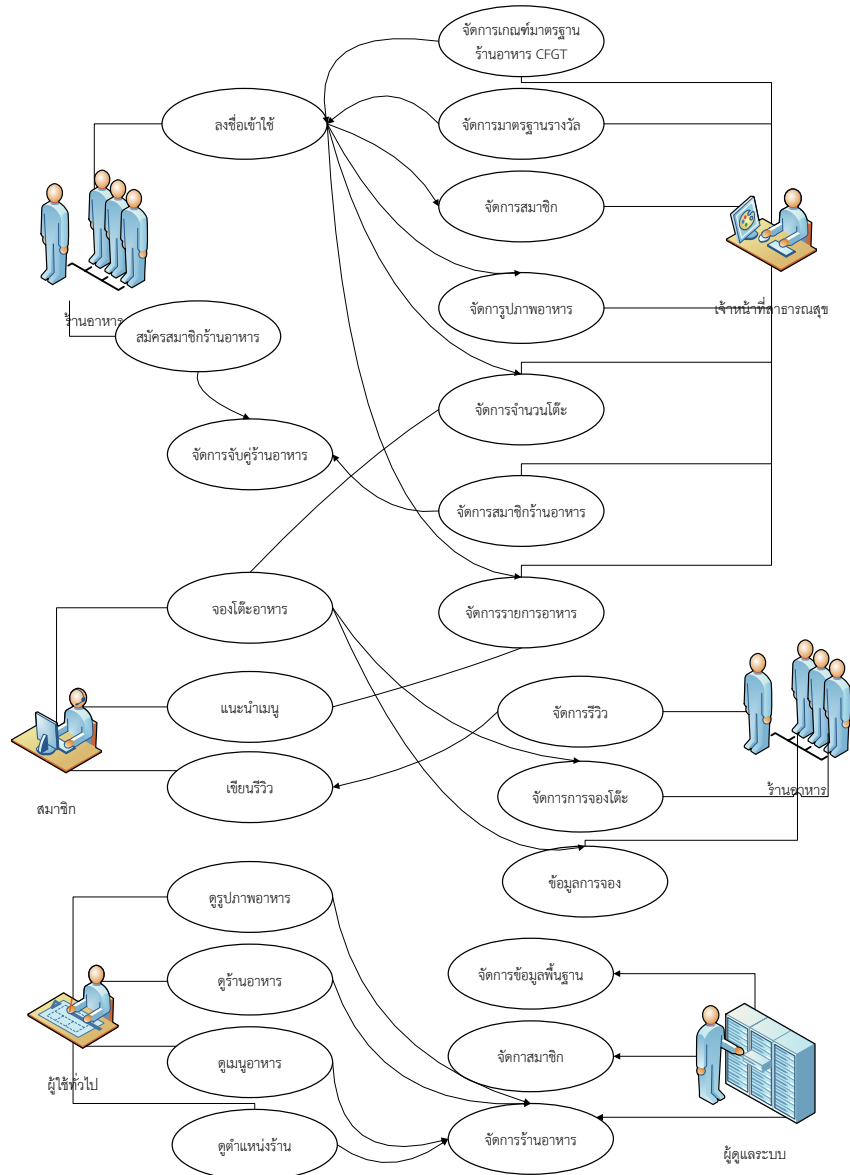 จัดการเกณฑ์มาตรฐาน
ร้านอาหาร CFGT
ลงชื่อเข้าใช้
จัดการมาตรฐานรางวัล
จัดการสมาชิก
จัดการูปภาพอาหาร
เจ้าหน้าที่สาธารณสุข
ร้านอาหาร
สมัครสมาชิกร้านอาหาร
จัดการจำนวนโต๊ะ
จัดการจับคู่ร้านอาหาร
จัดการสมาชิกร้านอาหาร
จองโต๊ะอาหาร
จัดการรายการอาหาร
แนะนำเมนู
จัดการรีวิว
เขียนรีวิว
จัดการการจองโต๊ะ
ร้านอาหาร
สมาชิก
ข้อมูลการจอง
ดูรูปภาพอาหาร
ดูร้านอาหาร
จัดการข้อมูลพื้นฐาน
ดูเมนูอาหาร
จัดกาสมาชิก
ผู้ใช้ทั่วไป
ดูตำแหน่งร้าน
จัดการร้านอาหาร
ผู้ดูแลระบบ